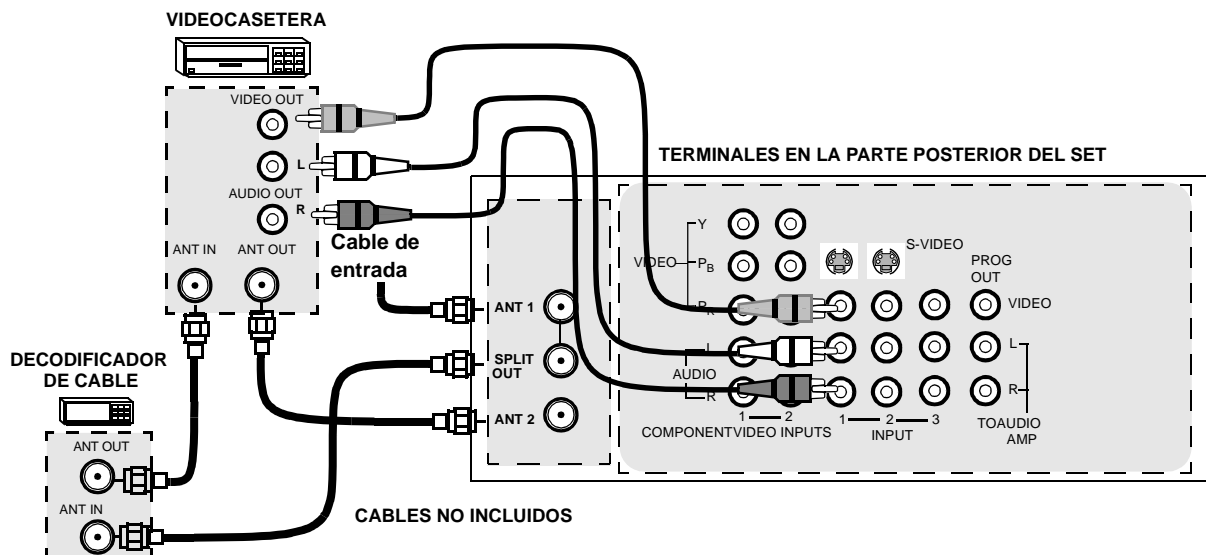 VIDEOCASETERA
VIDEO OUT
L
AUDIO OUT
R
ANT IN
ANT OUT
Cable de
entrada
DECODIFICADOR
DE CABLE
ANT OUT
ANT IN
CABLES NO INCLUIDOS
TERMINALES EN LA PARTE POSTERIOR DEL SET
ANT 1
SPLIT
OUT
ANT 2
Y
VIDEO
PB
PR
S-VIDEO
PROG
OUT
VIDEO
L
AUDIO
R
L
R
1
2
COMPONENTVIDEO INPUTS
1
2
3
INPUT
TOAUDIO
AMP